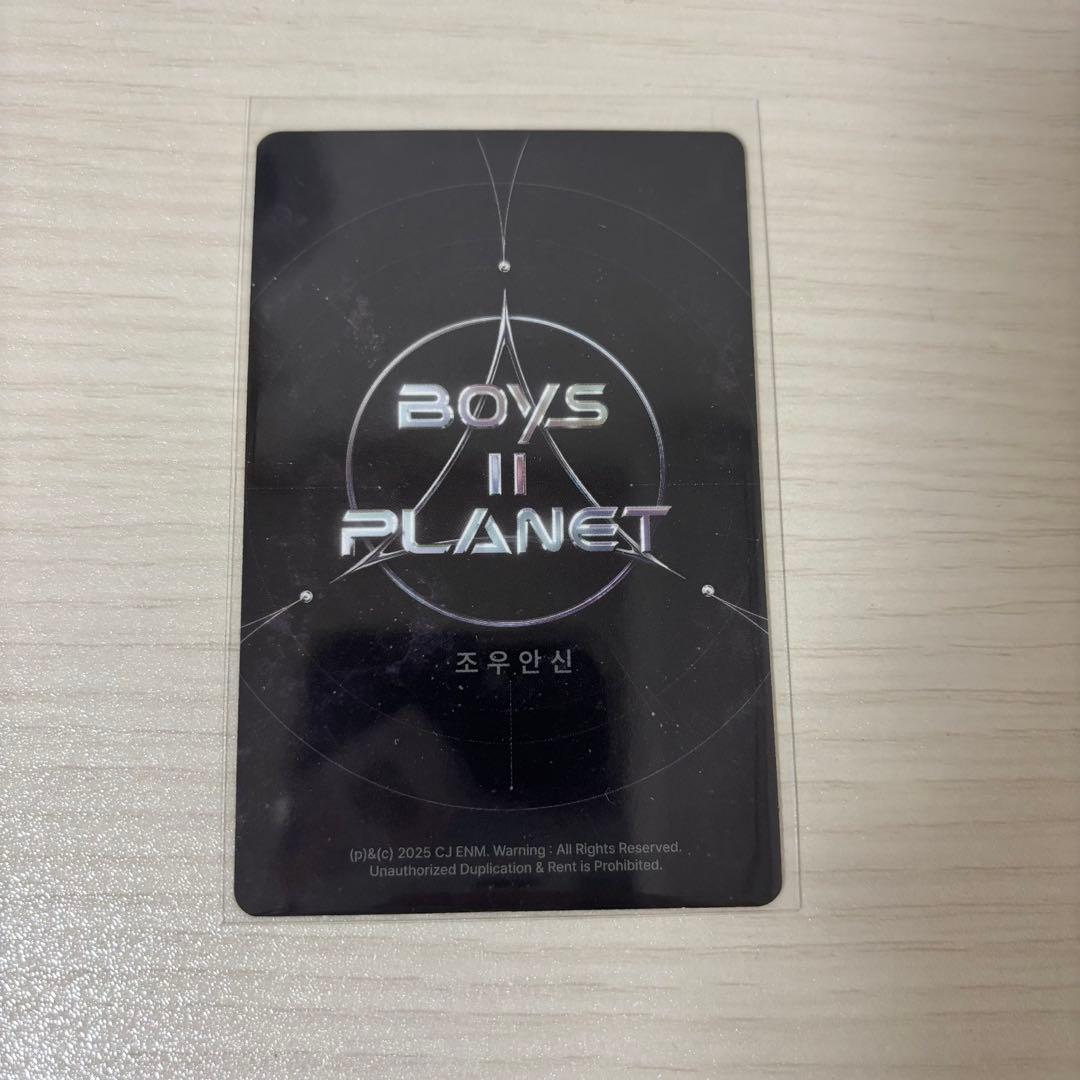 BOYS
II
PLANET
조우안신
(p)&(c) 2025 CJ ENM. Warning : All Rights Reserved.
Unauthorized Duplication & Rent is Prohibited.